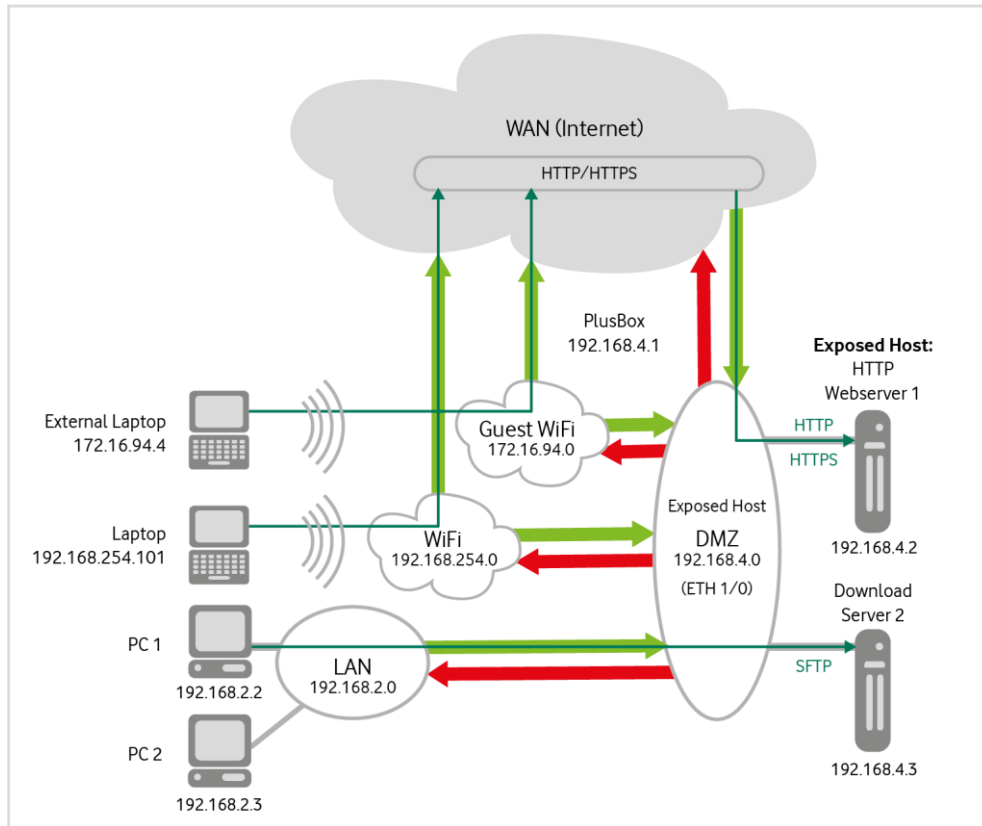 WAN (Internet)
HTTP/HTTPS
PlusBox
192.168.4.1
Exposed Host:
HTTP
Webserver 1
External Laptop
172.16.94.4
Guest WiFi
172.16.94.0
HTTP
HTTPS
192.168.4.2
Laptop
192.168.254.101
WiFi
192.168.254.0
Exposed Host
DMZ
192.168.4.0
(ETH 1/0)
Download
Server 2
PC 1
192.168.2.2
LAN
192.168.2.0
SFTP
192.168.4.3
PC 2
192.168.2.3